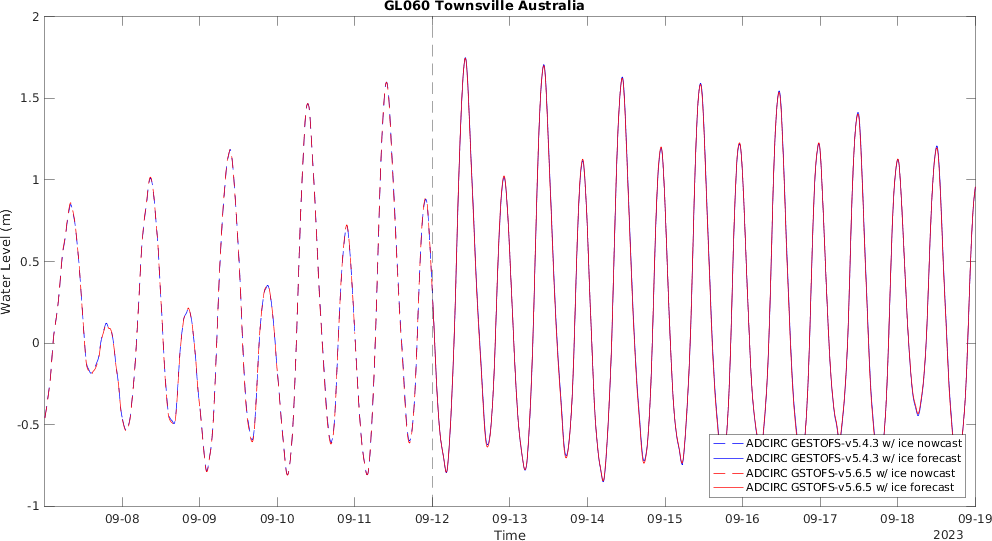 GL060 Townsville Australia
2
1.5
1
0.5
0
-0.5
-1
Water Level (m)
ADCIRC GESTOFS-v5.4.3 w/ ice nowcast
ADCIRC GESTOFS-v5.4.3 w/ ice forecast
ADCIRC GSTOFS-v5.6.5 w/ ice nowcast
ADCIRC GSTOFS-v5.6.5 w/ ice forecast
09-08 09-09 09-10 09-11 09-12 09-13 09-14 09-15 09-16 09-17 09-18 09-19
Time
2023